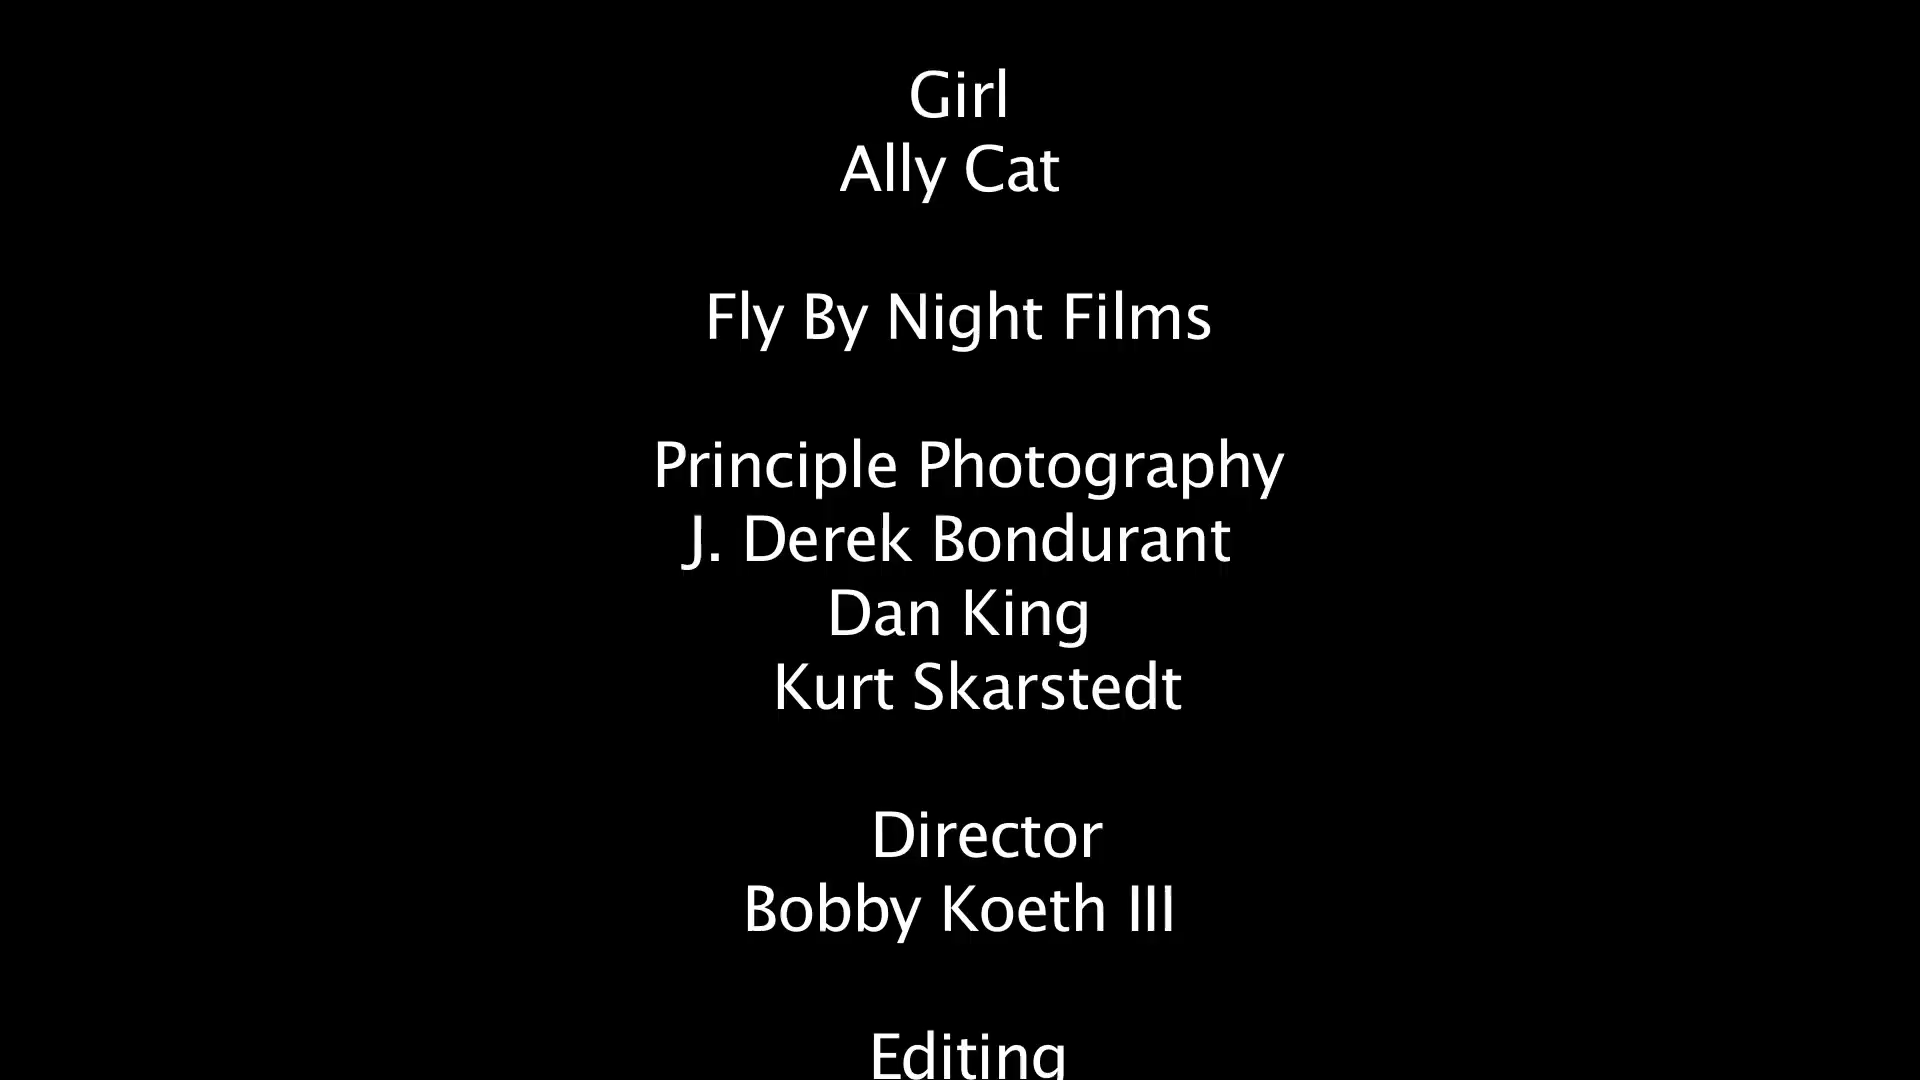 Girl
Ally Cat
Fly By Night Films
Principle Photography
J. Derek Bondurant
Dan King
Kurt Skarstedt
Director
Bobby Koeth III
Editing